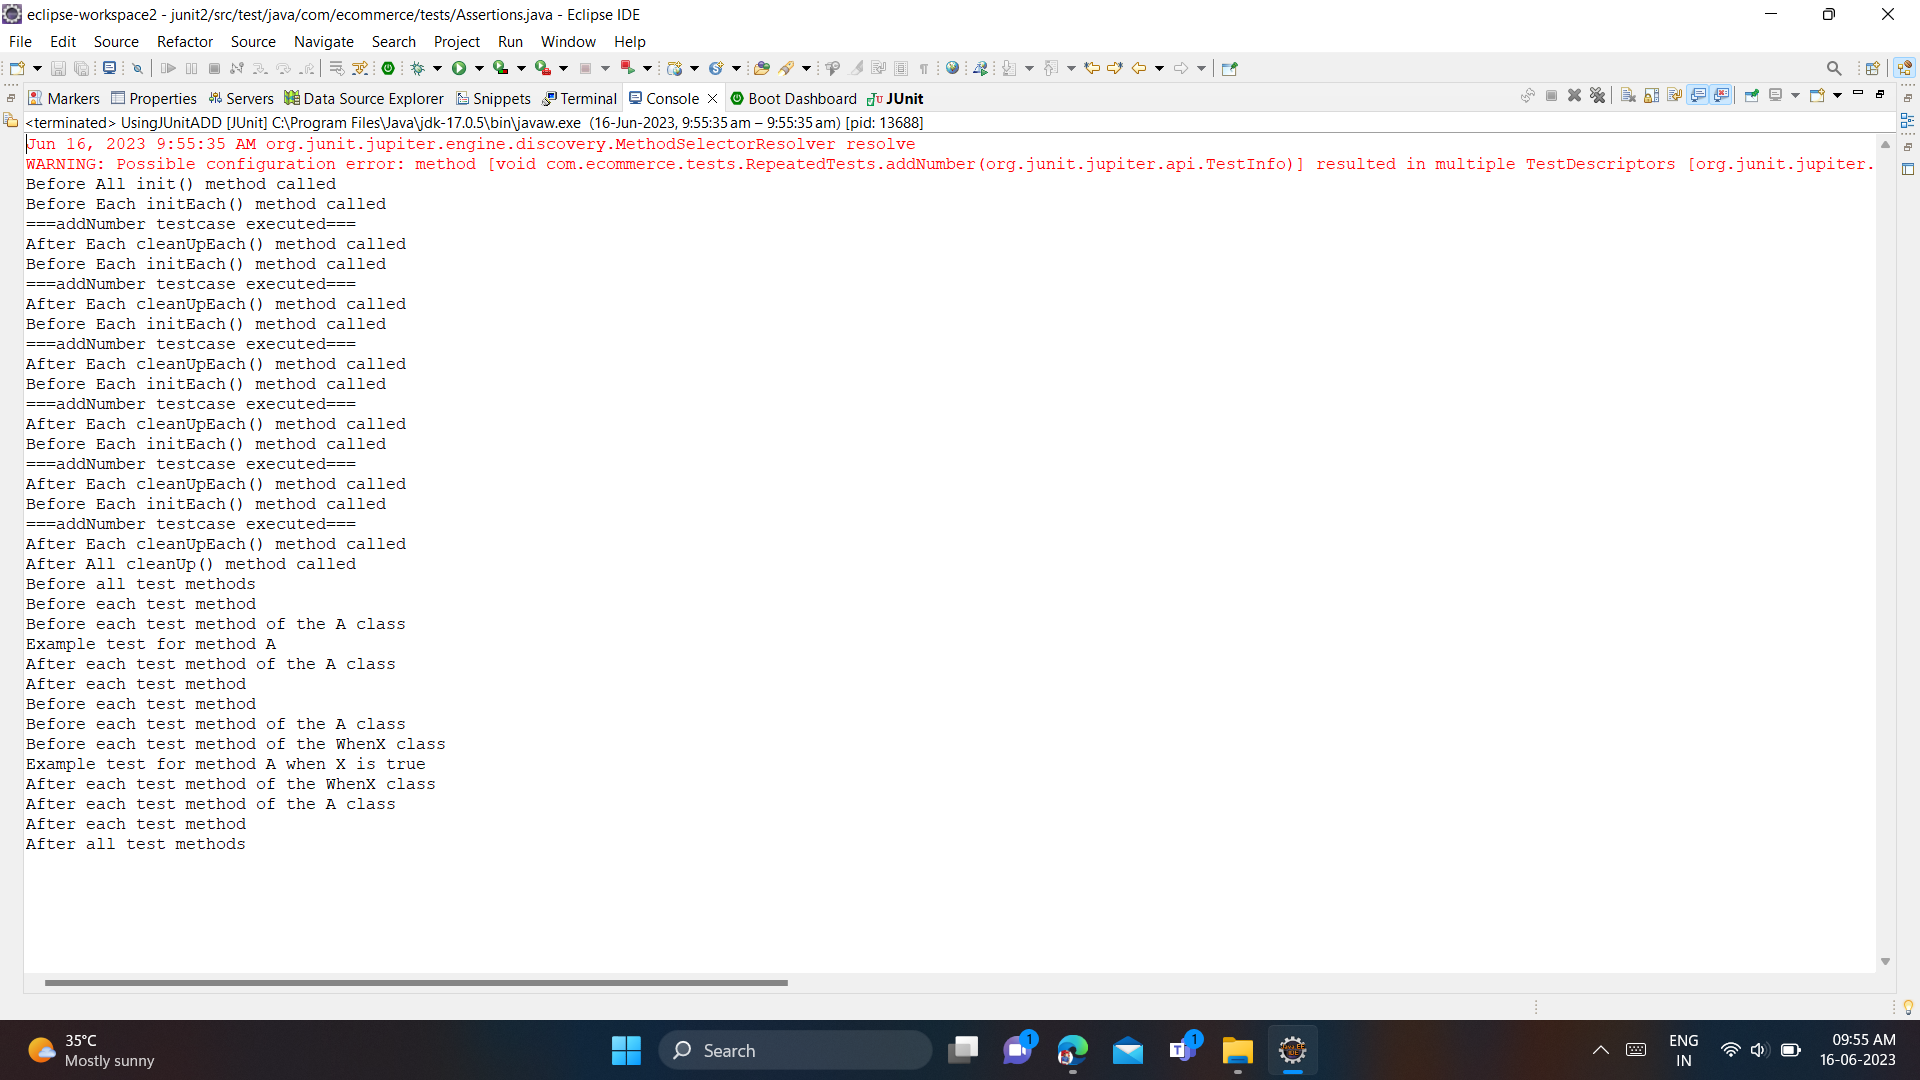 eclipse-workspace2 - junit2/src/test/java/com/ecommerce/tests/Assertions.java - Eclipse IDE
File Edit Source Refactor Source Navigate Search Project Run Window Help
Markers Properties Servers Data Source Explorer Snippets Terminal Console Boot Dashboard JUnit
<terminated> UsingJUnitADD [JUnit] C:\Program Files\Java\jdk-17.0.5\bin\javaw.exe (16-Jun-2023, 9:55:35 am – 9:55:35 am) [pid: 13688]
Jun 16, 2023 9:55:35 AM org.junit.jupiter.engine.discovery.MethodSelectorResolver resolve
WARNING: Possible configuration error: method [void com.ecommerce.tests.RepeatedTests.addNumber(org.junit.jupiter.api.TestInfo)] resulted in multiple TestDescriptors [org.junit.jupiter.
Before All init() method called
Before Each initEach() method called
===addNumber testcase executed===
After Each cleanUpEach() method called
Before Each initEach() method called
===addNumber testcase executed===
After Each cleanUpEach() method called
Before Each initEach() method called
===addNumber testcase executed===
After Each cleanUpEach() method called
Before Each initEach() method called
===addNumber testcase executed===
After Each cleanUpEach() method called
Before Each initEach() method called
===addNumber testcase executed===
After Each cleanUpEach() method called
Before Each initEach() method called
===addNumber testcase executed===
After Each cleanUpEach() method called
After All cleanUp() method called
Before all test methods
Before each test method
Before each test method of the A class
Example test for method A
After each test method of the A class
After each test method
Before each test method
Before each test method of the A class
Before each test method of the WhenX class
Example test for method A when X is true
After each test method of the WhenX class
After each test method of the A class
After each test method
After all test methods
35°C
Mostly sunny
Search
1
1
ENG
IN
09:55 AM
16-06-2023